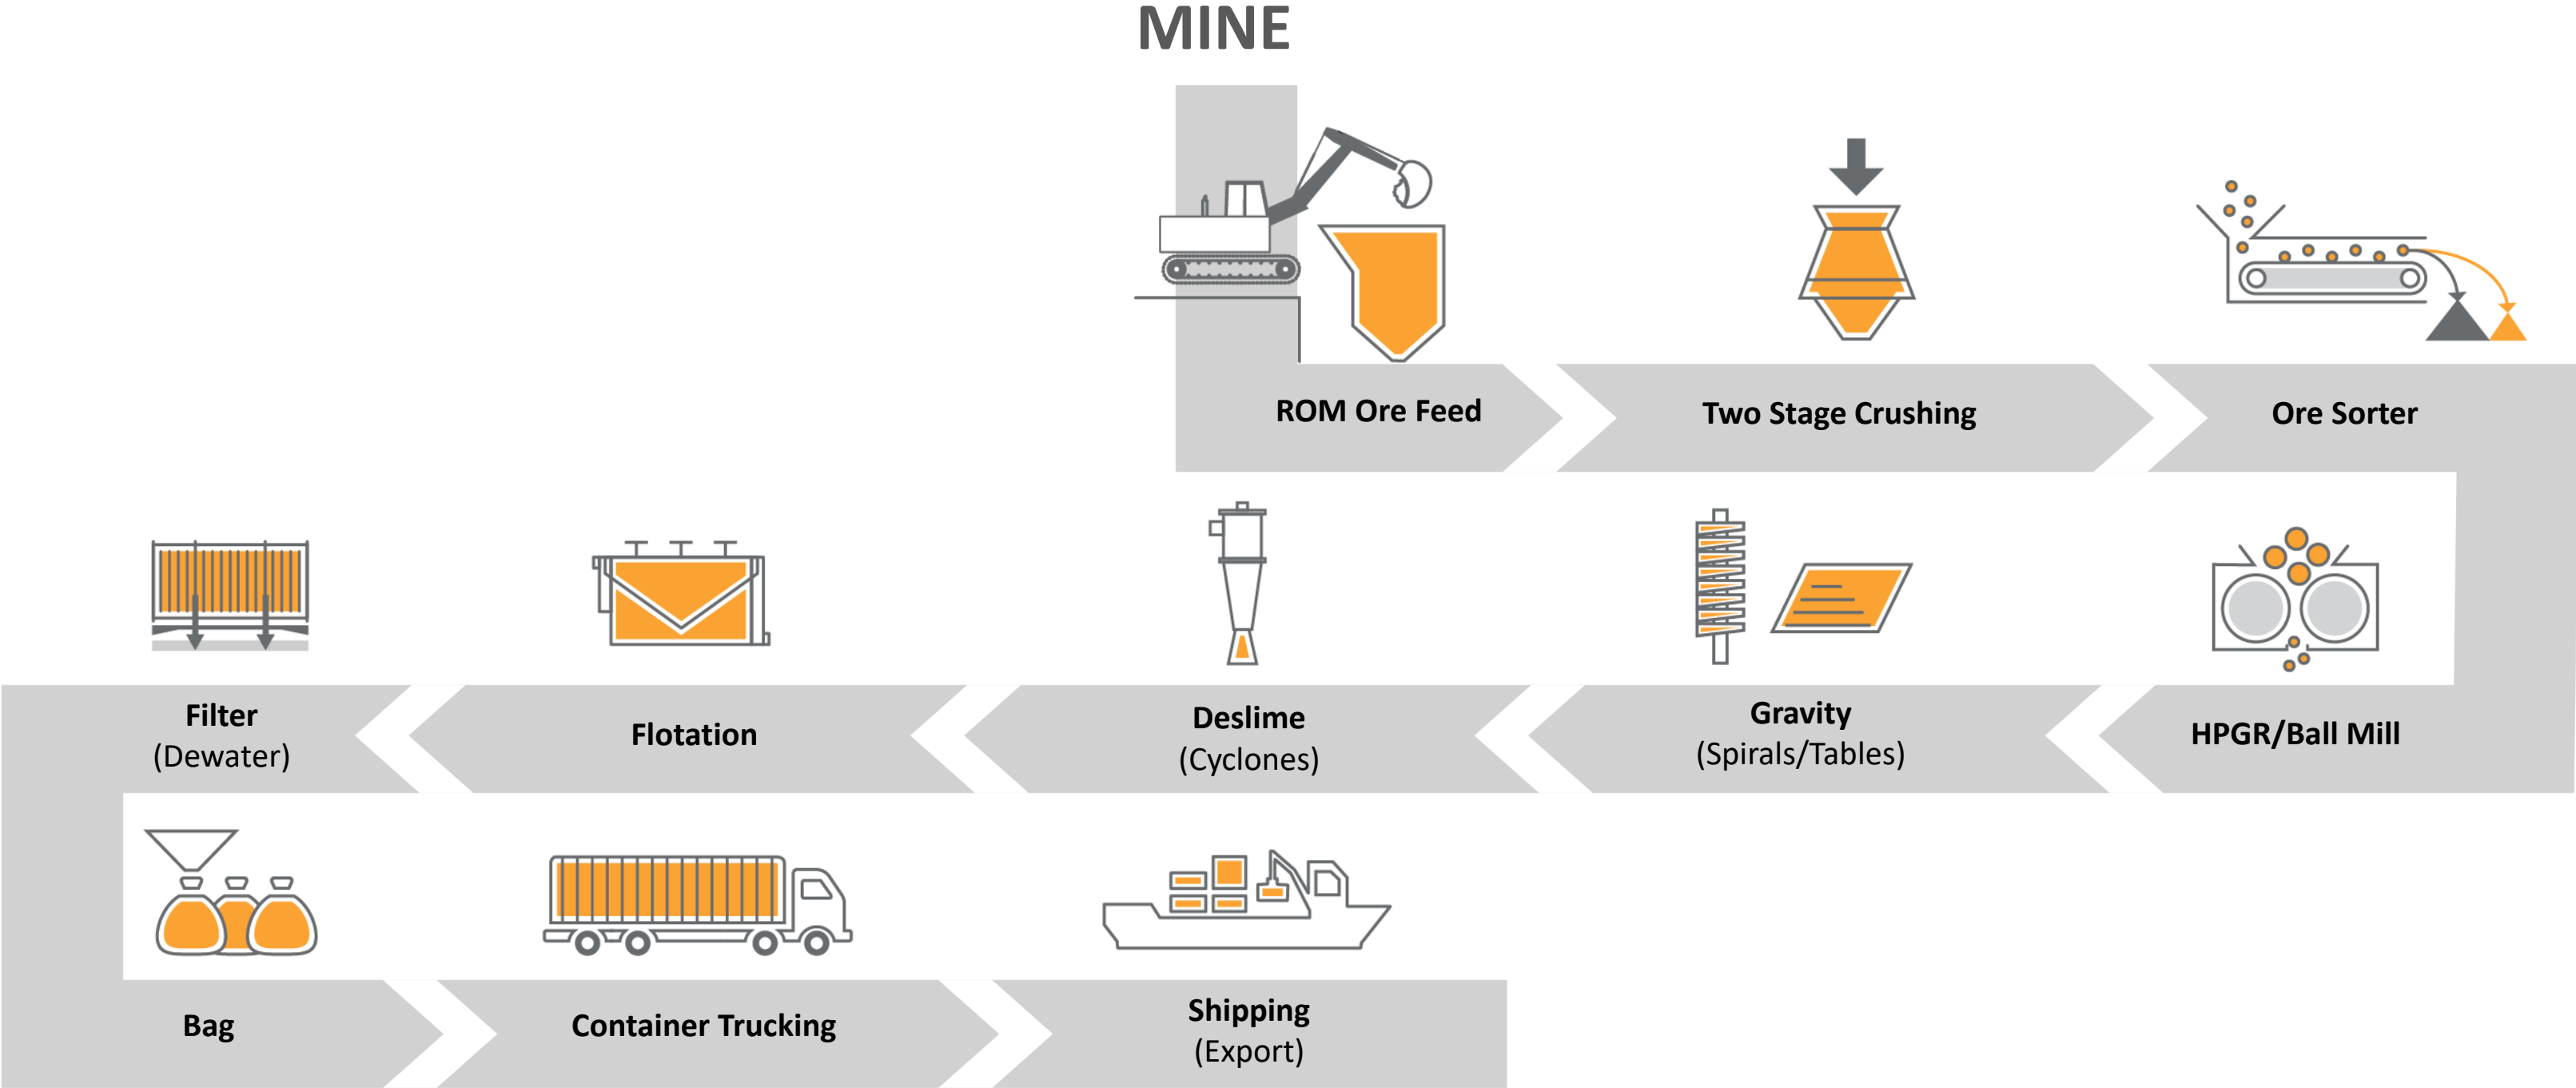 MINE
ROM Ore Feed
Two Stage Crushing
Ore Sorter
HPGR/Ball Mill
Gravity
(Spirals/Tables)
Deslime
(Cyclones)
Flotation
Filter
(Dewater)
Bag
Container Trucking
Shipping
(Export)